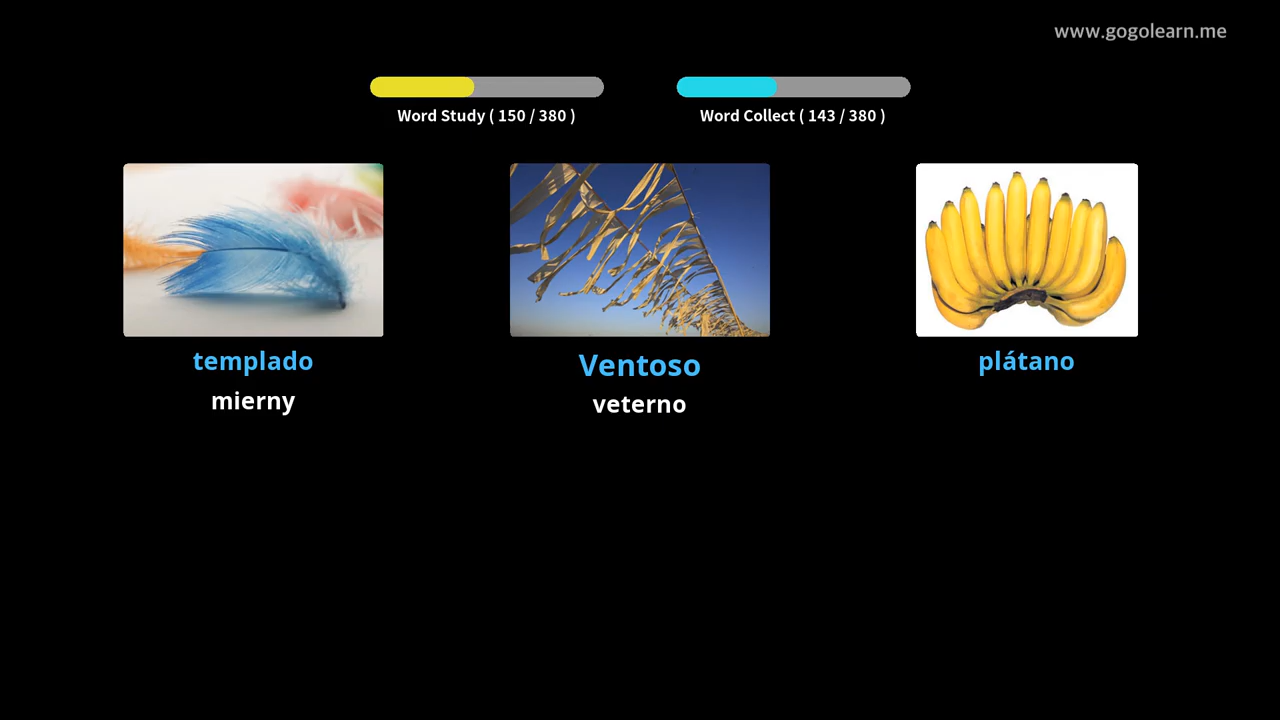 www.gogolearn.me
Word Study ( 150 / 380 )
Word Collect ( 143 / 380 )
templado
mierny
Ventoso
veterno
plátano